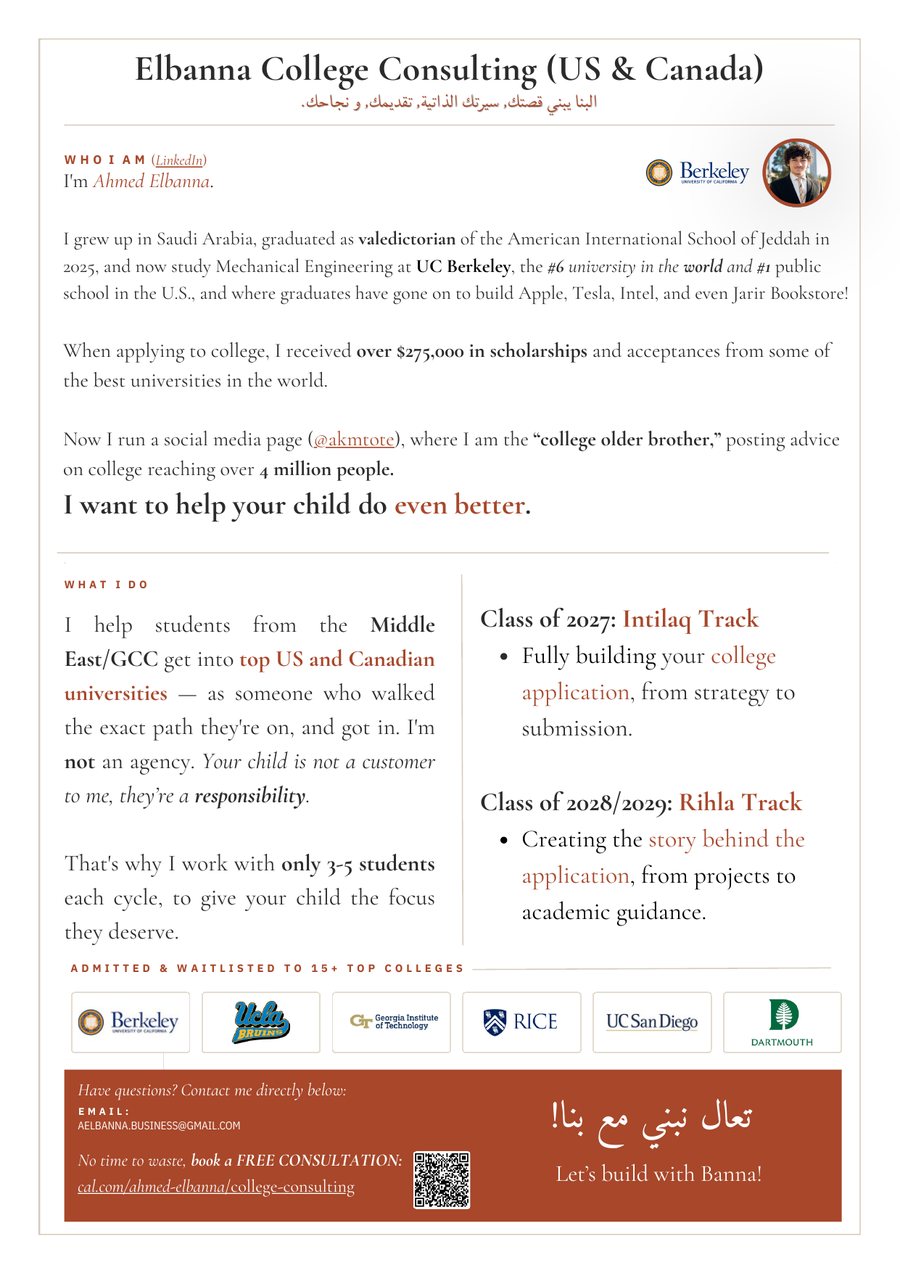 Elbanna College Consulting (US & Canada)
البنا يبني قصتك, سيرتك الذاتية, تقديمك, و نجاحك.
WHO I AM (LinkedIn)
I'm Ahmed Elbanna.
Berkeley
UNIVERSITY OF CALIFORNIA
I grew up in Saudi Arabia, graduated as valedictorian of the American International School of Jeddah in
2025, and now study Mechanical Engineering at UC Berkeley, the #6 university in the world and #1 public
school in the U.S., and where graduates have gone on to build Apple, Tesla, Intel, and even Jarir Bookstore!
When applying to college, I received over $275,000 in scholarships and acceptances from some of
the best universities in the world.
Now I run a social media page (@akmtote), where I am the “college older brother,” posting advice
on college reaching over 4 million people.
I want to help your child do even better.
WHAT I DO
I help students from the Middle
East/GCC get into top US and Canadian
universities — as someone who walked
the exact path they're on, and got in. I'm
not an agency. Your child is not a customer
to me, they’re a responsibility.
That's why I work with only 3-5 students
each cycle, to give your child the focus
they deserve.
Class of 2027: Intilaq Track
• Fully building your college
application, from strategy to
submission.
Class of 2028/2029: Rihla Track
• Creating the story behind the
application, from projects to
academic guidance.
ADMITTED & WAITLISTED TO 15+ TOP COLLEGES
Berkeley
UNIVERSITY OF CALIFORNIA
Ucla
BRUINS
GT Georgia Institute
of Technology
RICE
UC San Diego
D
DARTMOUTH
Have questions? Contact me directly below:
EMAIL:
AELBANNA.BUSINESS@GMAIL.COM
No time to waste, book a FREE CONSULTATION:
cal.com/ahmed-elbanna/college-consulting
تعال نبني مع بنا!
Let’s build with Banna!